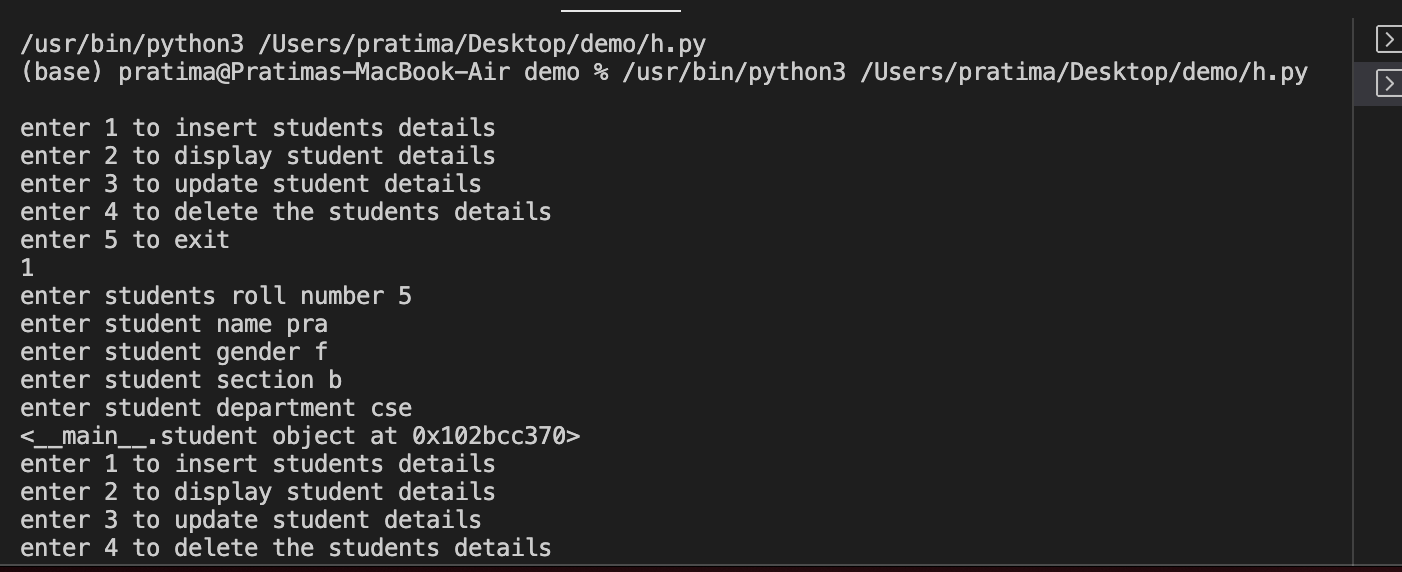 /usr/bin/python3 /Users/pratima/Desktop/demo/h.py
(base) pratima@Pratimas-MacBook-Air demo % /usr/bin/python3 /Users/pratima/Desktop/demo/h.py
enter 1 to insert students details
enter 2 to display student details
enter 3 to update student details
enter 4 to delete the students details
enter 5 to exit
1
enter students roll number 5
enter student name pra
enter student gender f
enter student section b
enter student department cse
<__main__.student object at 0x102bcc370>
enter 1 to insert students details
enter 2 to display student details
enter 3 to update student details
enter 4 to delete the students details